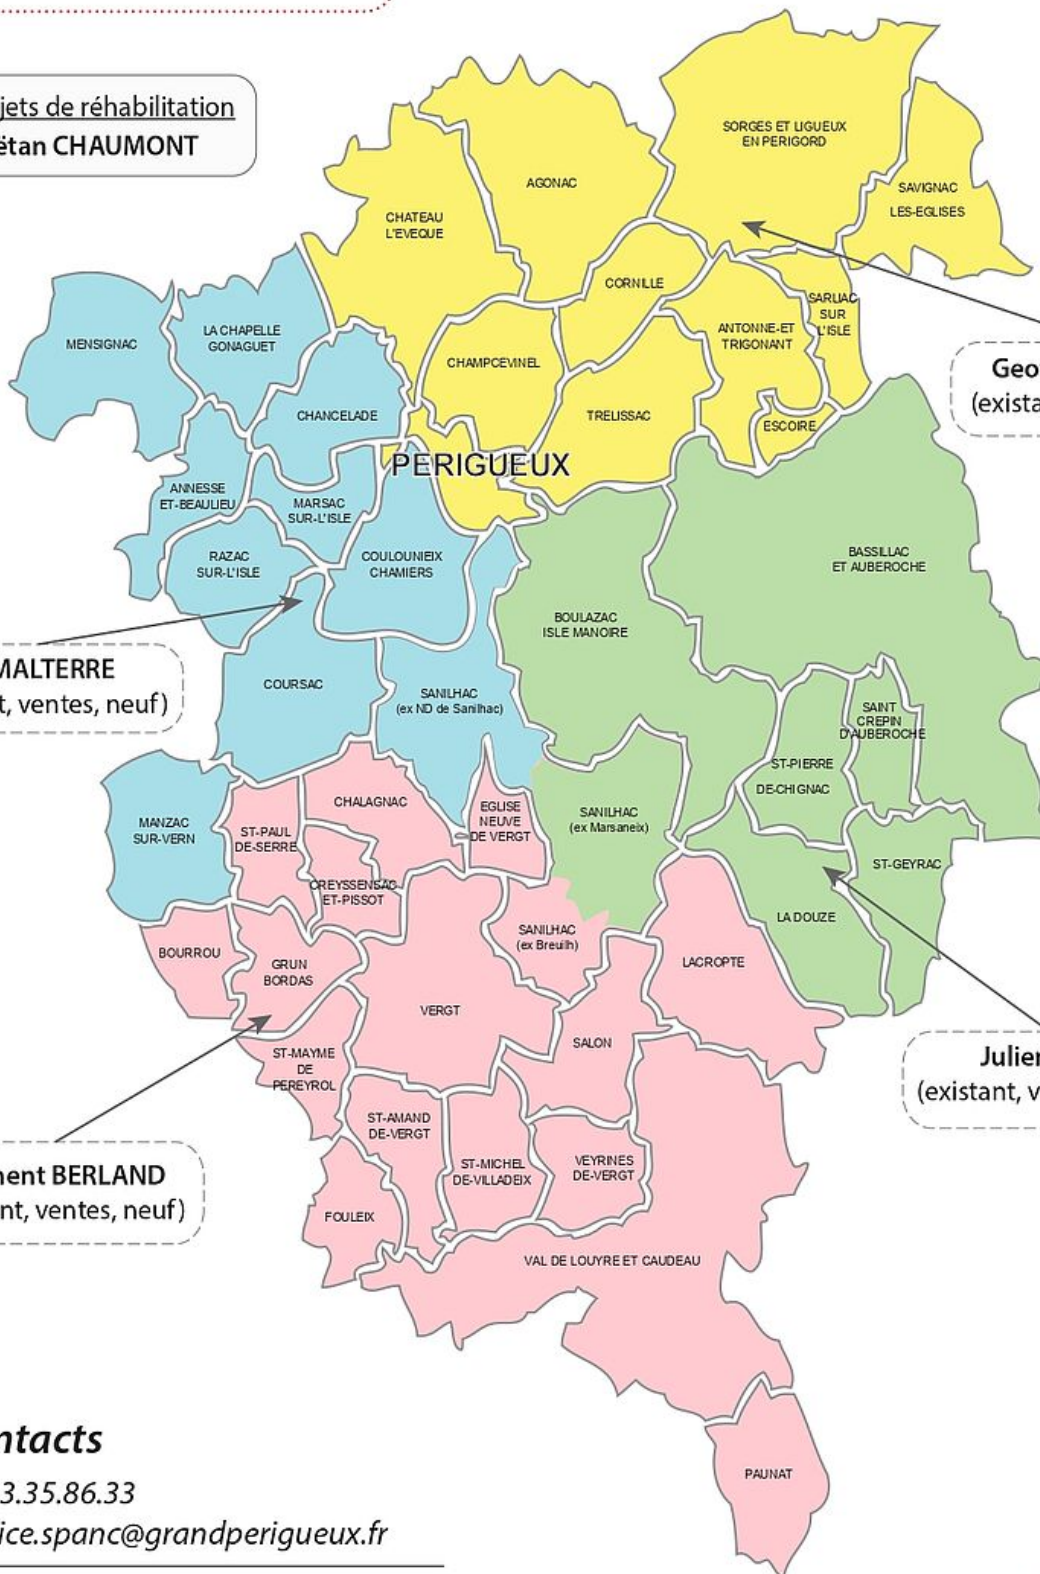 jets de réhabilitation
ëtan CHAUMONT
SORGES ET LIGUEUX
EN PERIGORD
AGONAC
SAVIGNAC
LES-EGLISES
CHATEAU
L'EVEQUE
CORNILLE
SARLIAC
SUR
L'ISLE
MENSIGNAC
LA CHAPELLE
GONAGUET
ANTONNE-ET
TRIGONANT
CHAMPCEVINEL
Geo
(exista
CHANCELADE
TRELISSAC
ESCOIRE
PERIGUEUX
ANNESSE
ET-BEAULIEU
MARSAC
SUR-L'ISLE
RAZAC
SUR-L'ISLE
COULOUNIEIX
CHAMIERS
BASSILLAC
ET AUBEROCHE
BOULAZAC
ISLE MANOIRE
MALTERRE
t, ventes, neuf)
COURSAC
SANILHAC
(ex ND de Sanilhac)
SAINT
CREPIN
D'AUBEROCHE
ST-PIERRE
DE-CHIGNAC
MANZAC
SUR-VERN
ST-PAUL
DE-SERRE
CHALAGNAC
EGLISE
NEUVE
DE VERGT
SANILHAC
(ex Marsaneix)
CREYSSENSAC
ET-PISSOT
ST-GEYRAC
LA DOUZE
BOURROU
GRUN
BORDAS
SANILHAC
(ex Breuilh)
LACROPTE
VERGT
SALON
ST-MAYME
DE
PEREYROL
Julien
(existant, v
ST-AMAND
DE-VERGT
ST-MICHEL
DE-VILLADEIX
VEYRINES
DE-VERGT
ment BERLAND
nt, ventes, neuf)
FOULEIX
VAL DE LOUYRE ET CAUDEAU
PAUNAT
ntacts
3.35.86.33
ice.spanc@grandperigueux.fr